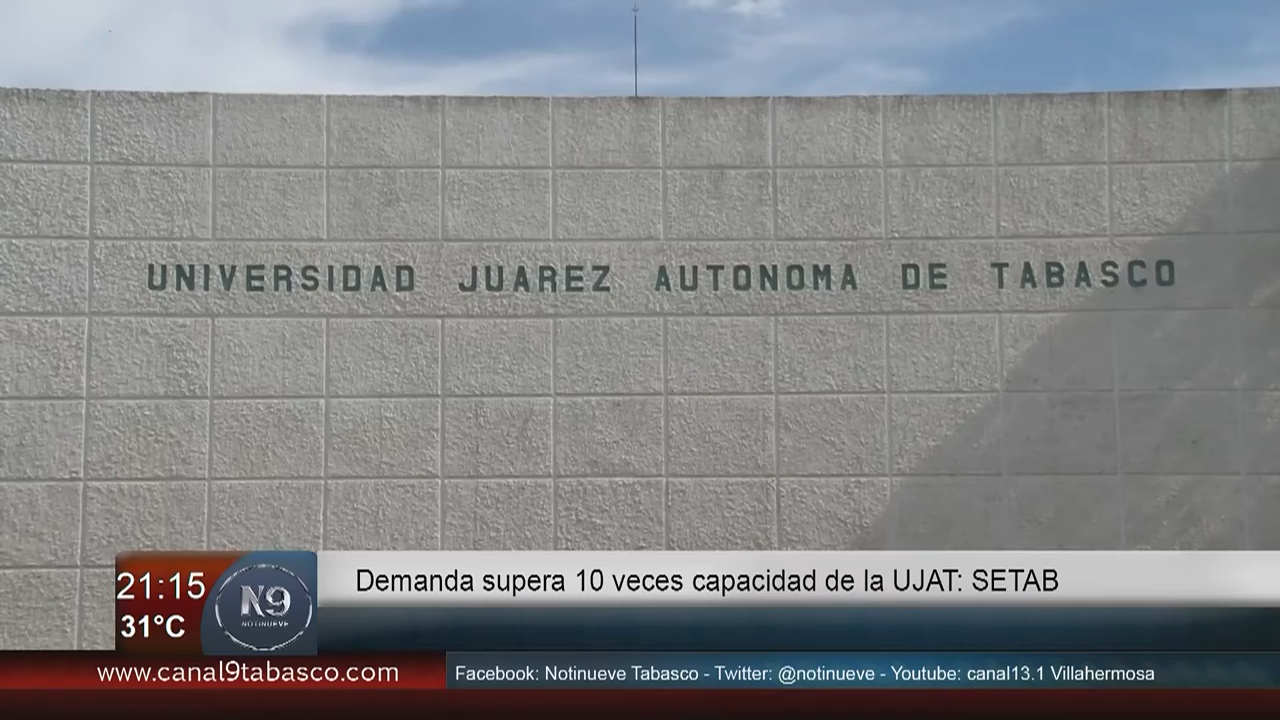 UNIVERSIDAD JUAREZ AUTONOMA DE TABASCO
21:15
31°C
N9
NOTINUEVE
Demanda supera 10 veces capacidad de la UJAT: SETAB
www.canal9tabasco.com
Facebook: Notinueve Tabasco - Twitter: @notinueve - Youtube: canal13.1 Villahermosa